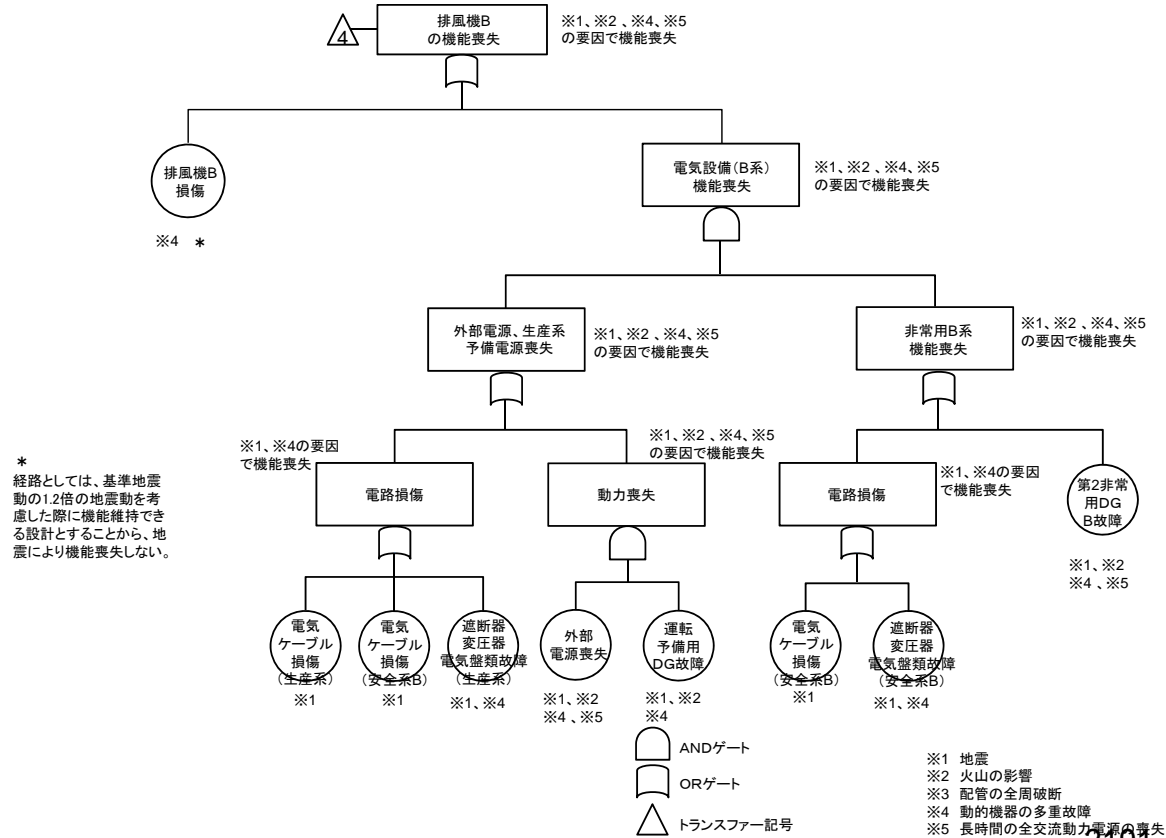 4
排風機B
の機能喪失
※1、※2 、※4、※5
の要因で機能喪失
排風機B
損傷
※4 *
電気設備(B系)
機能喪失
※1、※2 、※4、※5
の要因で機能喪失
外部電源、生産系
予備電源喪失
※1、※2 、※4、※5
の要因で機能喪失
非常用B系
機能喪失
※1、※2 、※4、※5
の要因で機能喪失
*
経路としては、基準地震
動の1.2倍の地震動を考
慮した際に機能維持でき
る設計とすることから、地
震により機能喪失しない。
※1、※4の要因
で機能喪失
電路損傷
※1、※2 、※4、※5
の要因で機能喪失
動力喪失
電路損傷
※1、※4の要因
で機能喪失
第2非常
用DG
B故障
※1、※2
※4 、※5
電気
ケーブル
損傷
(生産系)
※1
電気
ケーブル
損傷
(安全系B)
※1
遮断器
変圧器
電気盤類故障
(生産系)
※1、※4
外部
電源喪失
※1、※2
※4 、※5
運転
予備用
DG故障
※1、※2
※4
電気
ケーブル
損傷
(安全系B)
※1
遮断器
変圧器
電気盤類故障
(安全系B)
※1、※4
ANDゲート
ORゲート
トランスファー記号
※1 地震
※2 火山の影響
※3 配管の全周破断
※4 動的機器の多重故障
※5 長時間の全交流動力電源の喪失